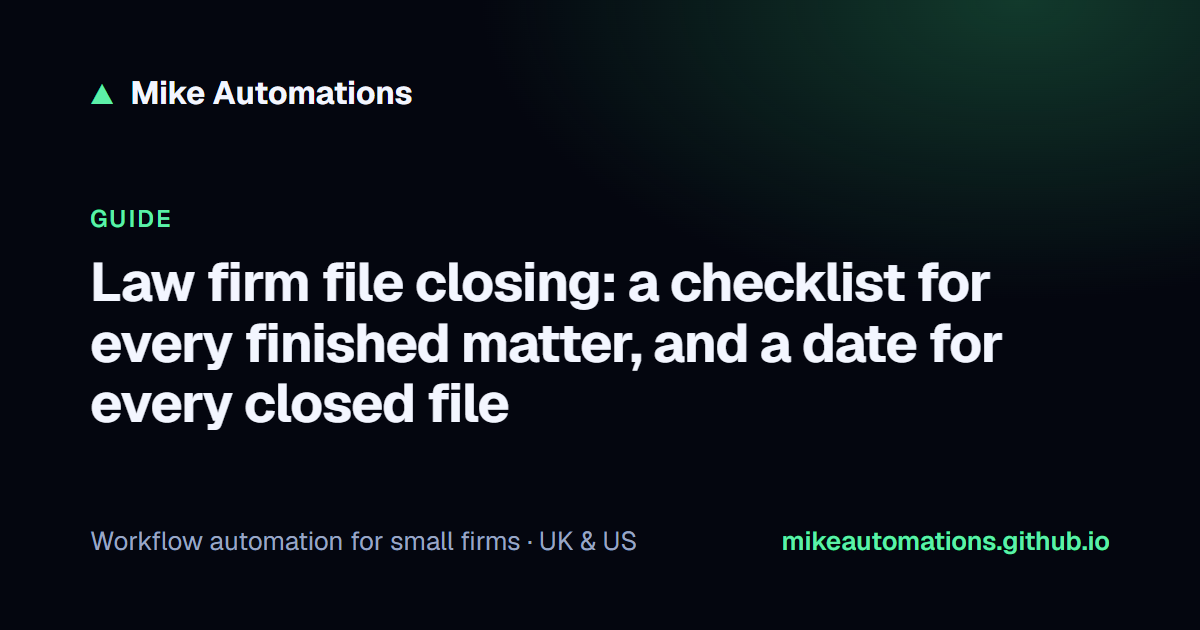 Mike Automations
GUIDE
Law firm file closing: a checklist for
every finished matter, and a date for
every closed file
Workflow automation for small firms · UK & US
mikeautomations.github.io